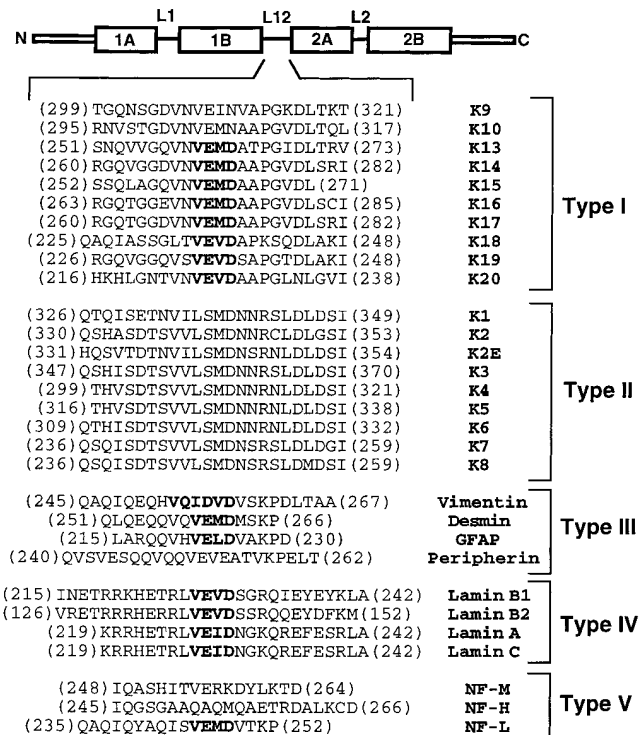 L1 L12 L2
N 1A 1B 2A 2B C
(299)TGQNSGDVNVEINVAPGKDLTKT(321) K9
(295)RNVSTGDVNVEMNAAPGVDLTQL(317) K10
(251)SNQVVGQVNVEMDATPGIDLTRV(273) K13
(260)RGQVGGDVNVEMDAAPGVDLSRI(282) K14
(252)SSQLAGQVNVEMDAAPGVDL(271) K15
(263)RGQTGGEVNVEMDAAPGVDLSCI(285) K16
(260)RGQTGGDVNVEMDAAPGVDLSRI(282) K17
(225)QAQIASSGLTVEVDAPKSQDLAKI(248) K18
(226)RGQVGGQVSVEVDSAPGTDLAKI(248) K19
(216)HKHLGNTVNVEVDAAPGLNLGVI(238) K20
Type I
(326)QTQISETNVILSMDNNRSLDLDSI(349) K1
(330)QSHASDTSVVLSMDNNRCLDLGSI(353) K2
(331)HQSVTDTNVILSMDNSRNLDLDSI(354) K2E
(347)QSHISDTSVVLSMDNNRSLDLDSI(370) K3
(299)THVSDTSVVLSMDNNRNLDLDSI(321) K4
(316)THVSDTSVVLSMDNNRNLDLDSI(338) K5
(309)QTHISDTSVVLSMDNNRNLDLDSI(332) K6
(236)QSQISDTSVVLSMDNSRSLDLDGI(259) K7
(236)QSQISDTSVVLSMDNSRSLDMDSI(259) K8
Type II
(245)QAQIQEQHVQIDVDVSKPDLTAA(267) Vimentin
(251)QLQEQQVQVEMDMSKP(266) Desmin
(215)LARQQVHVELDVAKPD(230) GFAP
(240)QVSVESQQVQQVEVEATVKPELT(262) Peripherin
Type III
(215)INETRRKHETRLVEVDSGRQIEYEYKLA(242) Lamin B1
(126)VRETRRRHERRLVEVDSSRQQEYDFKM(152) Lamin B2
(219)KRRHETRLVEIDNGKQREFESRLA(242) Lamin A
(219)KRRHETRLVEIDNGKQREFESRLA(242) Lamin C
Type IV
(248)IQASHITVERKDYLKTD(264) NF-M
(245)IQGSGAAQAQMQAETRDALKCD(266) NF-H
(235)QAQIQYAQISVEMDVTKP(252) NF-L
Type V